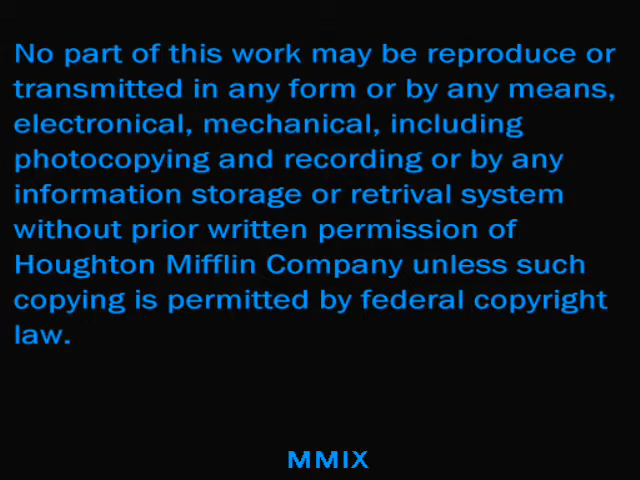 No part of this work may be reproduce or
transmitted in any form or by any means,
electronical, mechanical, including
photocopying and recording or by any
information storage or retrival system
without prior written permission of
Houghton Mifflin Company unless such
copying is permitted by federal copyright
law.
MMIX